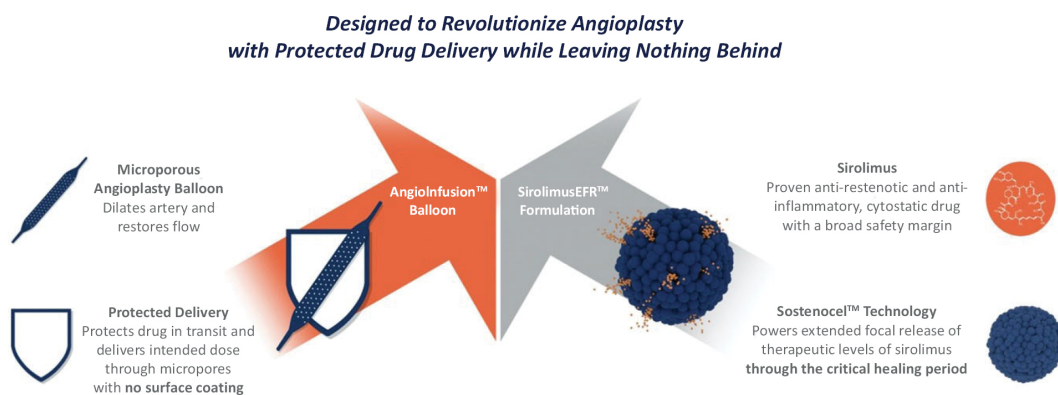 Designed to Revolutionize Angioplasty
with Protected Drug Delivery while Leaving Nothing Behind
Microporous
Angioplasty Balloon
Dilates artery and
restores flow
Protected Delivery
Protects drug in transit and
delivers intended dose
through micropores
with no surface coating
AngioInfusion™
Balloon
SirolimusEFR™
Formulation
Sirolimus
Proven anti-restenotic and anti-
inflammatory, cytostatic drug
with a broad safety margin
Sostenocel™ Technology
Powers extended focal release of
therapeutic levels of sirolimus
through the critical healing period